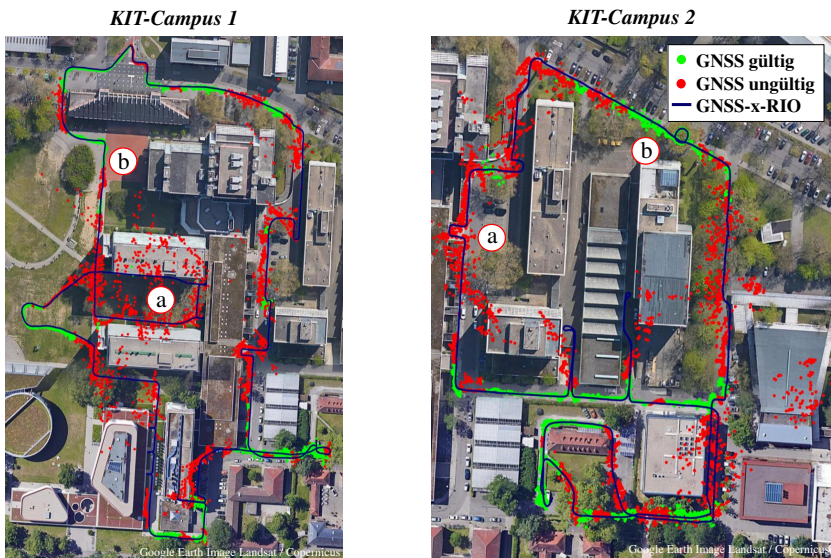 KIT-Campus 1
KIT-Campus 2
b
a
Google Earth Image Landsat / Copernicus
GNSS gültig
GNSS ungültig
GNSS-x-RIO
b
a
Google Earth Image Landsat / Copernicus